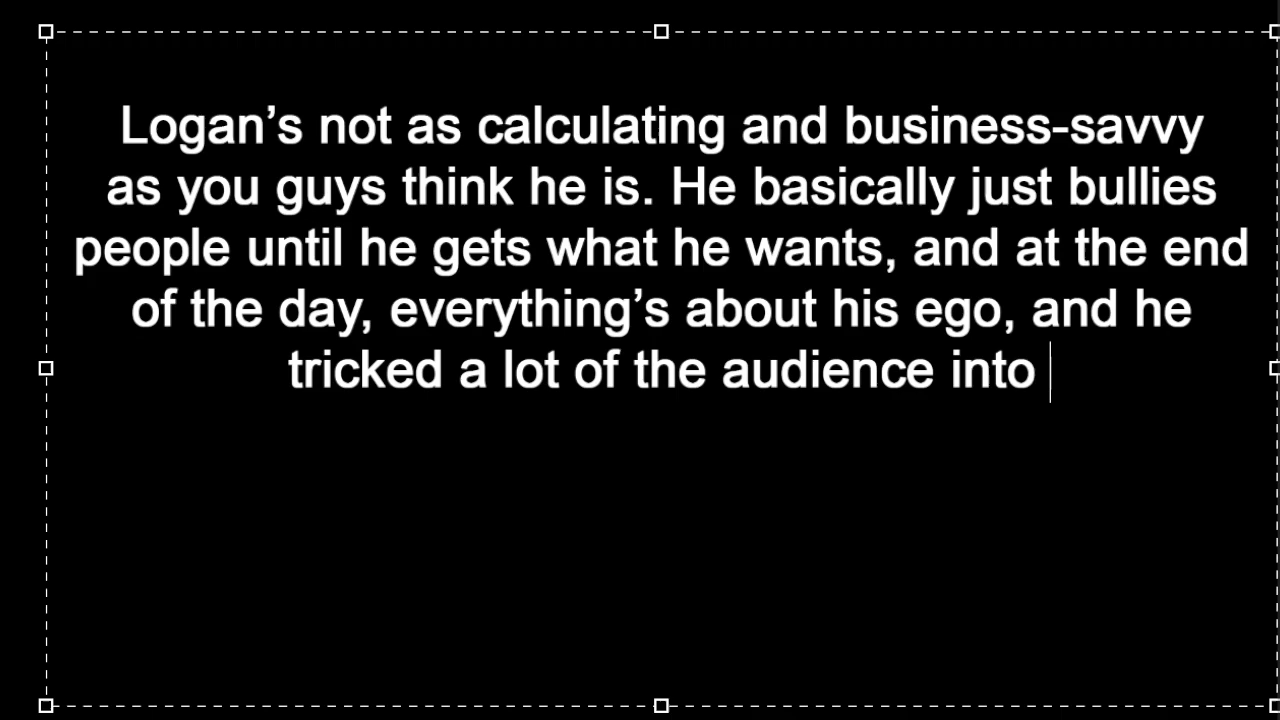 Logan’s not as calculating and business-savvy
as you guys think he is. He basically just bullies
people until he gets what he wants, and at the end
of the day, everything’s about his ego, and he
tricked a lot of the audience into